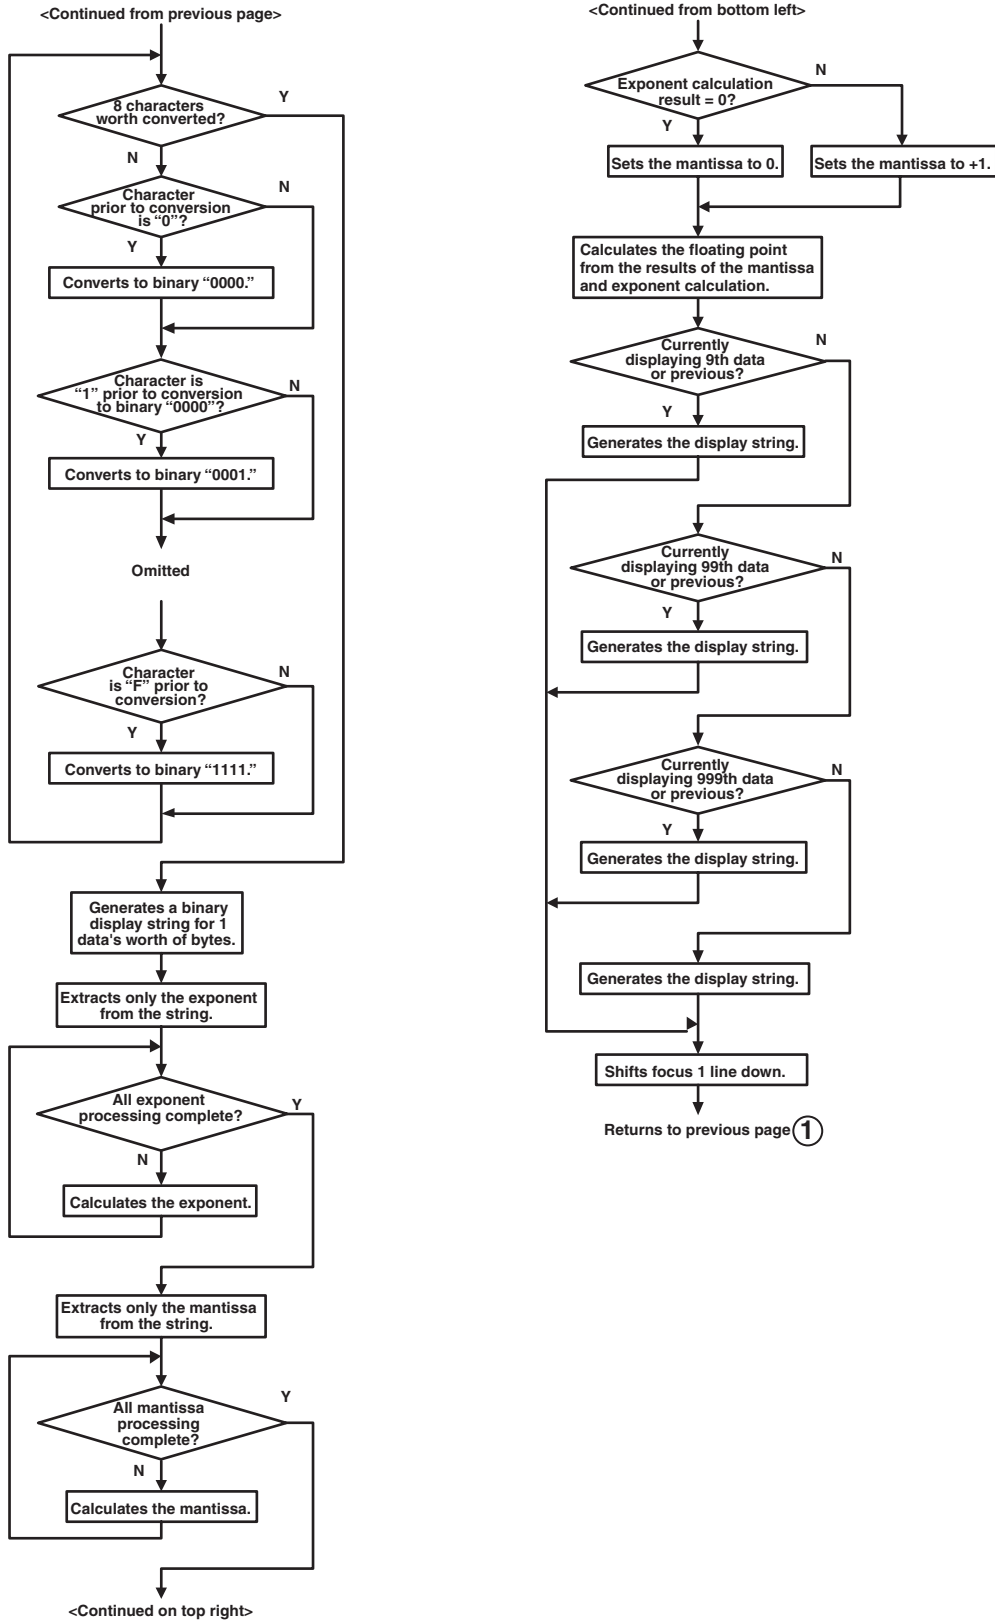 <Continued from previous page>
8 characters
worth converted?
Y
N
Character
prior to conversion
is “0”?
N
Y
Converts to binary “0000.”
Character is
“1” prior to conversion
to binary “0000”?
N
Y
Converts to binary “0001.”
Omitted
Character
is “F” prior to
conversion?
N
Y
Converts to binary “1111.”
Generates a binary
display string for 1
data's worth of bytes.
Extracts only the exponent
from the string.
All exponent
processing complete?
Y
N
Calculates the exponent.
Extracts only the mantissa
from the string.
All mantissa
processing
complete?
Y
N
Calculates the mantissa.
<Continued on top right>
<Continued from bottom left>
Exponent calculation
result = 0?
N
Y
Sets the mantissa to 0.
Sets the mantissa to +1.
Calculates the floating point
from the results of the mantissa
and exponent calculation.
Currently
displaying 9th data
or previous?
N
Y
Generates the display string.
Currently
displaying 99th data
or previous?
N
Y
Generates the display string.
Currently
displaying 999th data
or previous?
N
Y
Generates the display string.
Generates the display string.
Shifts focus 1 line down.
Returns to previous page 1